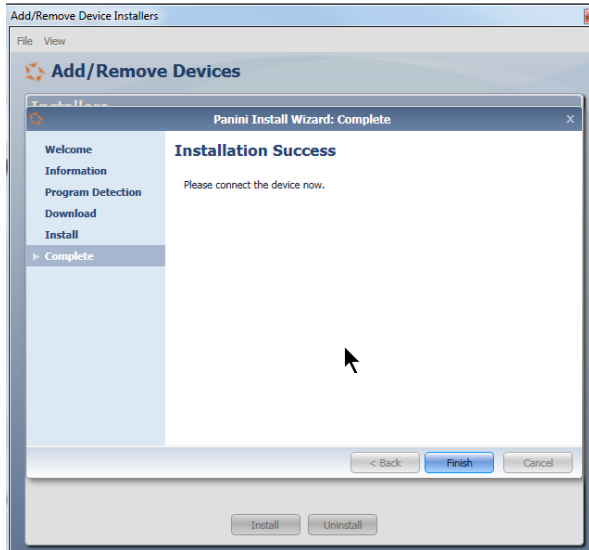 Add/Remove Device Installers
File View
Add/Remove Devices
Installers
Panini Install Wizard: Complete x
Welcome
Information
Program Detection
Download
Install
Complete
Installation Success
Please connect the device now.
< Back Finish Cancel
Install Uninstall